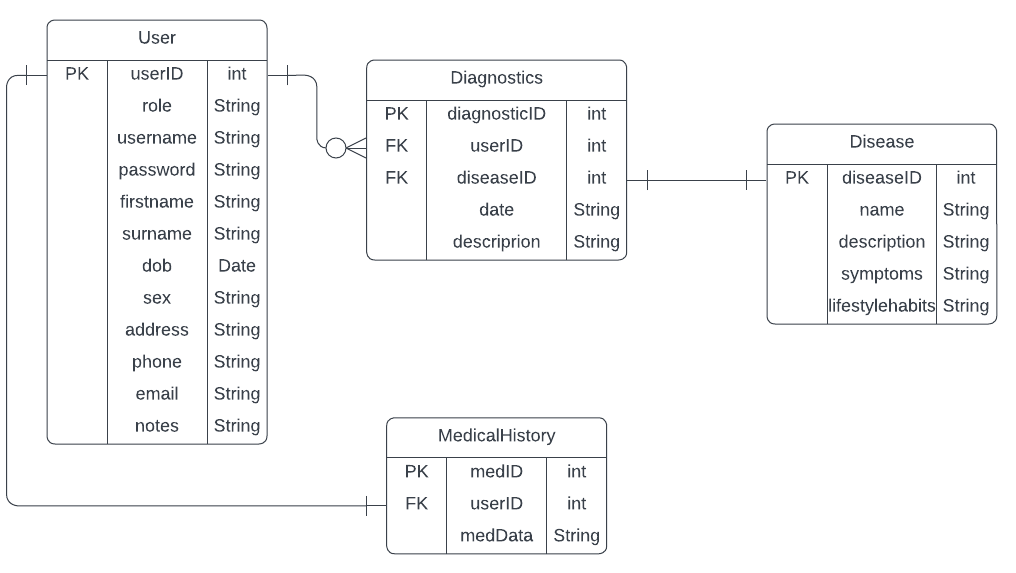 User
PK userID int
role String
username String
password String
firstname String
surname String
dob Date
sex String
address String
phone String
email String
notes String
Diagnostics
PK diagnosticID int
FK userID int
FK diseaseID int
date String
descriprion String
Disease
PK diseaseID int
name String
description String
symptoms String
lifestylehabits String
MedicalHistory
PK medID int
FK userID int
medData String